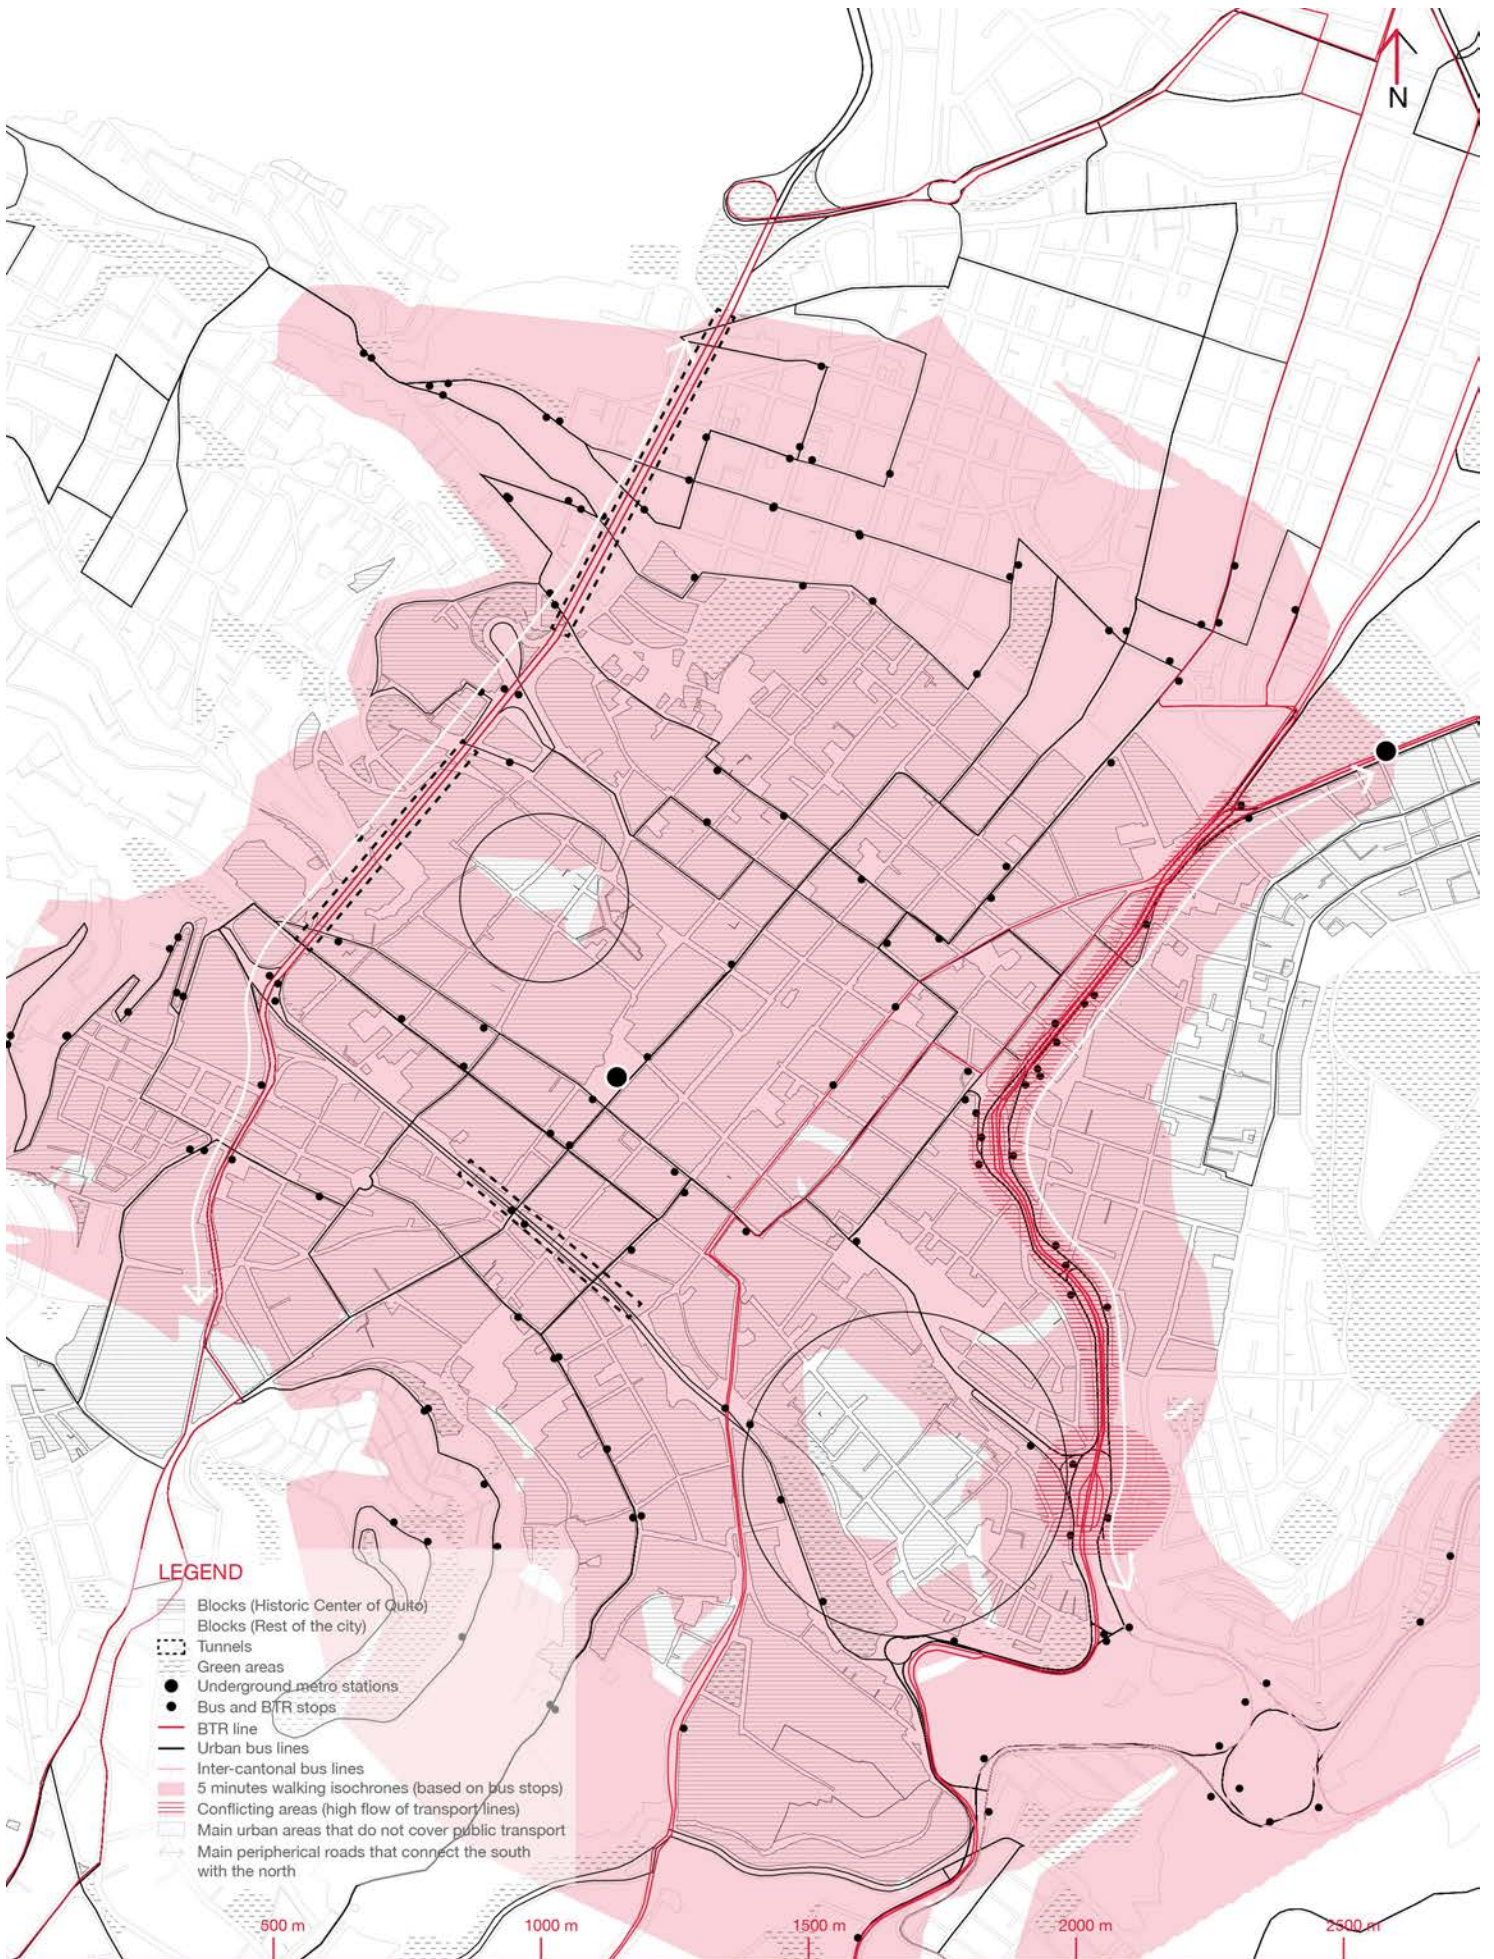 N
LEGEND
Blocks (Historic Center of Quito)
Blocks (Rest of the city)
Tunnels
Green areas
Underground metro stations
Bus and BTR stops
BTR line
Urban bus lines
Inter-cantonal bus lines
5 minutes walking isochrones (based on bus stops)
Conflicting areas (high flow of transport lines)
Main urban areas that do not cover public transport
Main peripherical roads that connect the south
with the north
500 m 1000 m 1500 m 2000 m 2500 m